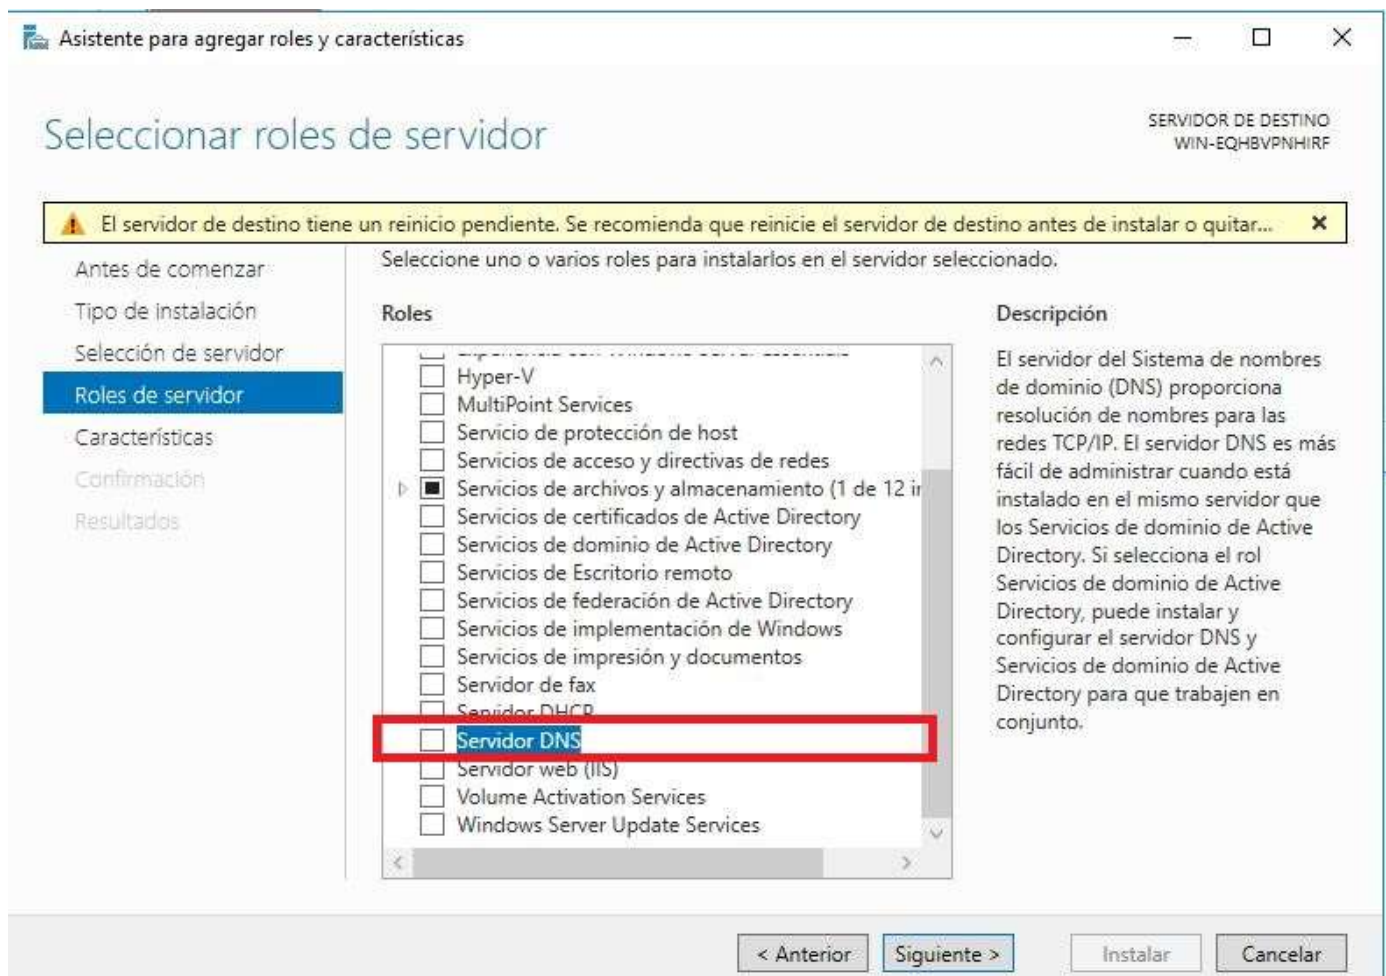 Asistente para agregar roles y características
Seleccionar roles de servidor
SERVIDOR DE DESTINO
WIN-EQHBVPNHIRF
El servidor de destino tiene un reinicio pendiente. Se recomienda que reinicie el servidor de destino antes de instalar o quitar...
Antes de comenzar
Tipo de instalación
Selección de servidor
Roles de servidor
Características
Confirmación
Resultados
Seleccione uno o varios roles para instalarlos en el servidor seleccionado.
Roles
Hyper-V
MultiPoint Services
Servicio de protección de host
Servicios de acceso y directivas de redes
Servicios de archivos y almacenamiento (1 de 12 in
Servicios de certificados de Active Directory
Servicios de dominio de Active Directory
Servicios de Escritorio remoto
Servicios de federación de Active Directory
Servicios de implementación de Windows
Servicios de impresión y documentos
Servidor de fax
Servidor DHCP
Servidor DNS
Servidor web (IIS)
Volume Activation Services
Windows Server Update Services
Descripción
El servidor del Sistema de nombres
de dominio (DNS) proporciona
resolución de nombres para las
redes TCP/IP. El servidor DNS es más
fácil de administrar cuando está
instalado en el mismo servidor que
los Servicios de dominio de Active
Directory. Si selecciona el rol
Servicios de dominio de Active
Directory, puede instalar y
configurar el servidor DNS y
Servicios de dominio de Active
Directory para que trabajen en
conjunto.
< Anterior
Siguiente >
Instalar
Cancelar